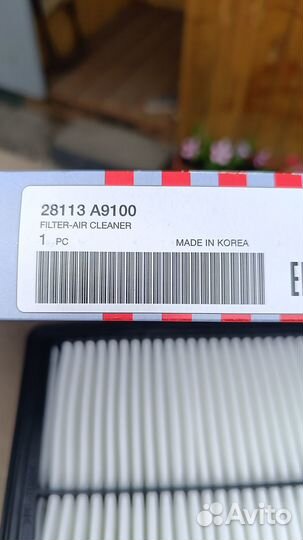 28113 A9100
FILTER-AIR CLEANER
1 PC MADE IN KOREA
Avito